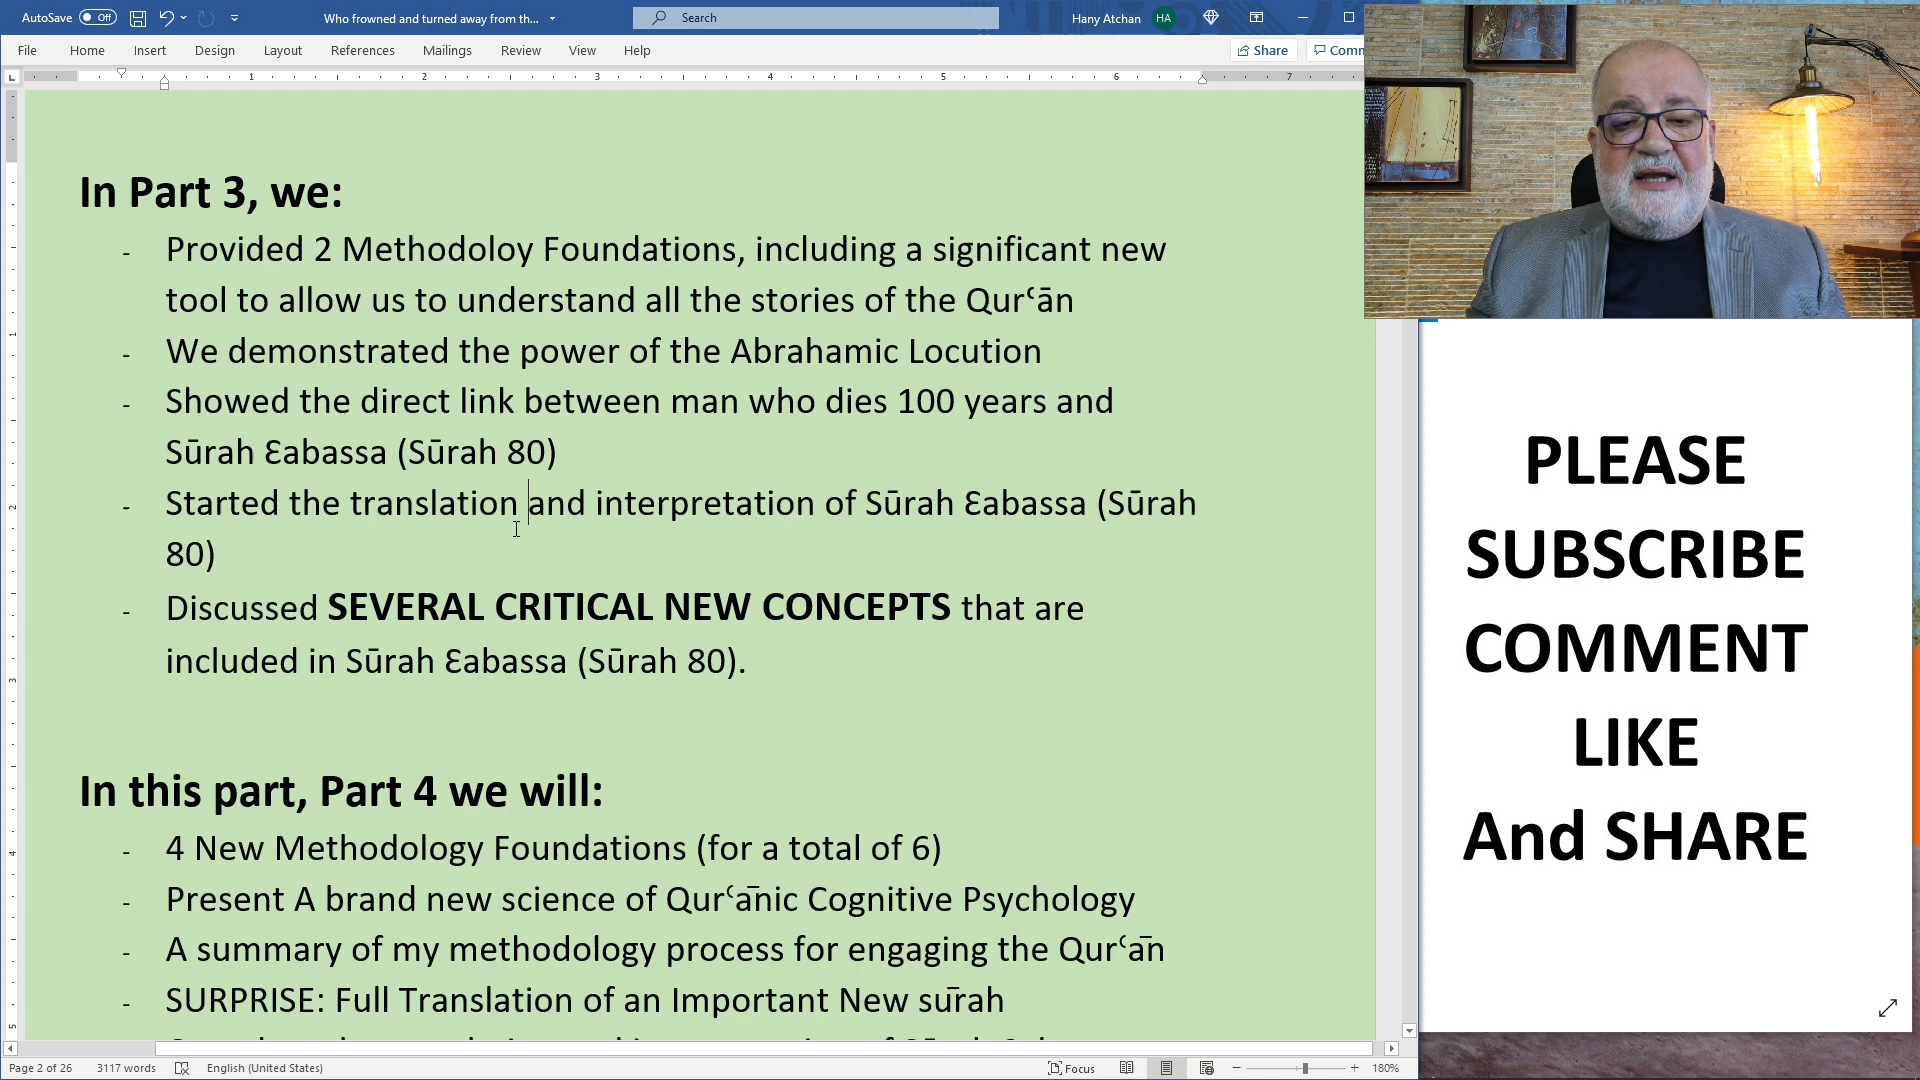 AutoSave Off Who frowned and turned away from th... Search Hany Atchan HA
File Home Insert Design Layout References Mailings Review View Help Share Comm
1 2 3 4 5 6 7
In Part 3, we:
- Provided 2 Methodoloy Foundations, including a significant new
tool to allow us to understand all the stories of the Qurʿān
- We demonstrated the power of the Abrahamic Locution
- Showed the direct link between man who dies 100 years and
Sūrah Ɛabassa (Sūrah 80)
- Started the translation and interpretation of Sūrah Ɛabassa (Sūrah
80)
- Discussed SEVERAL CRITICAL NEW CONCEPTS that are
included in Sūrah Ɛabassa (Sūrah 80).
In this part, Part 4 we will:
- 4 New Methodology Foundations (for a total of 6)
- Present A brand new science of Qurʿānic Cognitive Psychology
- A summary of my methodology process for engaging the Qurʿān
- SURPRISE: Full Translation of an Important New sūrah
PLEASE
SUBSCRIBE
COMMENT
LIKE
And SHARE
Page 2 of 26 3117 words English (United States) Focus 180%